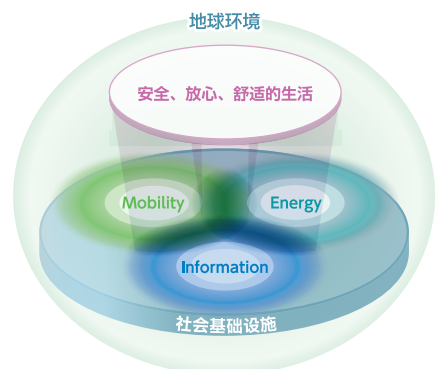 地球环境
安全、放心、舒适的生活
Mobility
Energy
Information
社会基础设施